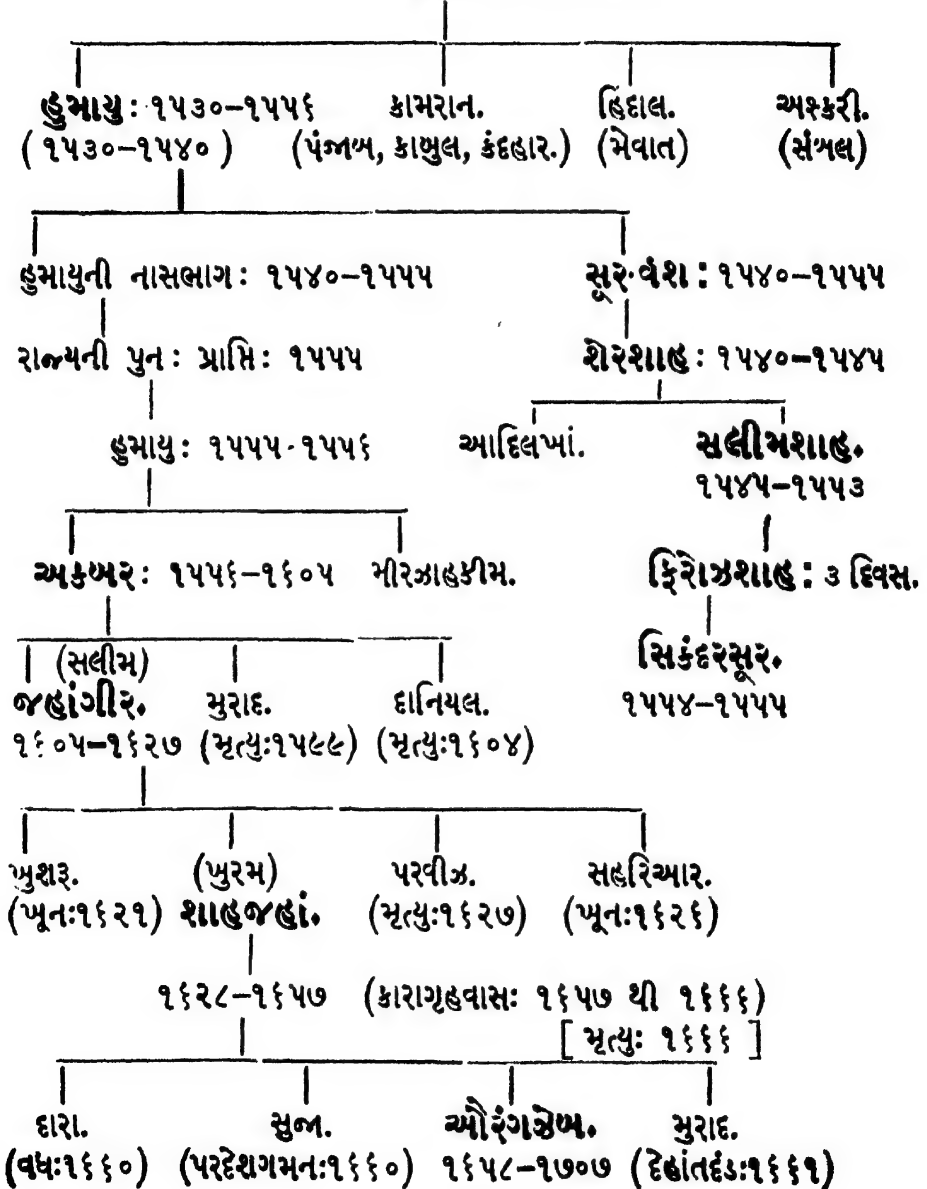 હુમાયુઃ ૧૫૩૦–૧૫૫૬ કામરાન. હિંદાલ. અશ્કરી.
(૧૫૩૦–૧૫૪૦) (પંજાબ, કાબુલ, કંદહાર.) (મેવાત) (સંભલ)
હુમાયુની નાસભાગઃ ૧૫૪૦–૧૫૫૫ સૂર વંશઃ ૧૫૪૦–૧૫૫૫
રાજ્યની પુનઃ પ્રાપ્તિઃ ૧૫૫૫ શેરશાહઃ ૧૫૪૦–૧૫૪૫
હુમાયુઃ ૧૫૫૫-૧૫૫૬ આદિલખાં. સલીમશાહ.
૧૫૪૫–૧૫૫૩
અકબરઃ ૧૫૫૬–૧૬૦૫ મીરઝાહકીમ. ફિરોઝશાહઃ ૩ દિવસ.
(સલીમ) સિકંદરસૂર.
જહાંગીર. મુરાદ. દાનિયલ. ૧૫૫૪–૧૫૫૫
૧૬૦૫–૧૬૨૭ (મૃત્યુઃ૧૫૯૯) (મૃત્યુઃ૧૬૦૪)
ખુશરૂ. (ખુરમ) પરવીઝ. સહરિઆર.
(ખૂનઃ૧૬૨૧) શાહજહાં. (મૃત્યુઃ૧૬૨૭) (ખૂનઃ૧૬૨૬)
૧૬૨૮–૧૬૫૭ (કારાગૃહવાસઃ ૧૬૫૭ થી ૧૬૬૬)
[ મૃત્યુઃ ૧૬૬૬ ]
દારા. સુજા. ઔરંગઝેબ. મુરાદ.
(વધઃ૧૬૬૦) (પરદેશગમનઃ૧૬૬૦) ૧૬૫૮–૧૭૦૭ (દેહાંતદંડઃ૧૬૬૧)